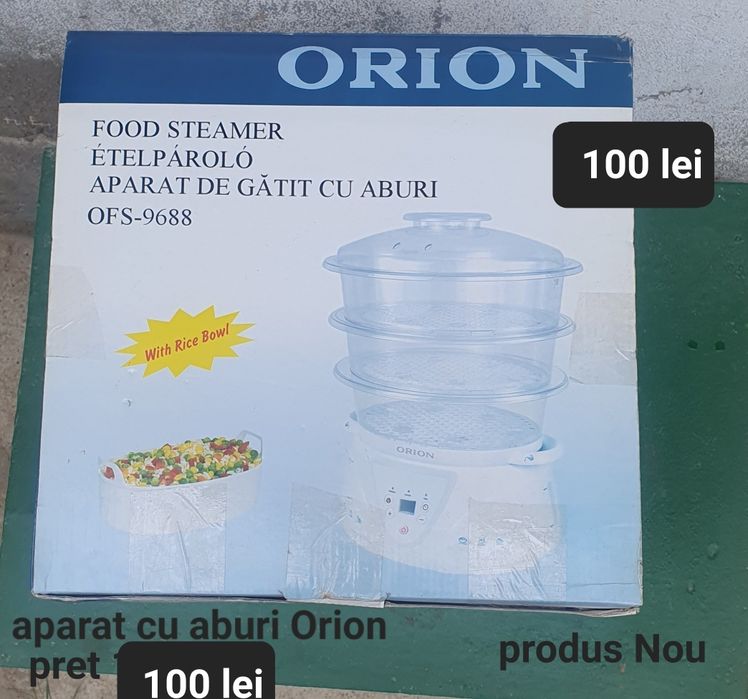 ORION
FOOD STEAMER
ÉTELPÁROLÓ
APARAT DE GĂTIT CU ABURI
OFS-9688
100 lei
With Rice Bowl
ORION
aparat cu aburi Orion
pret
100 lei
produs Nou